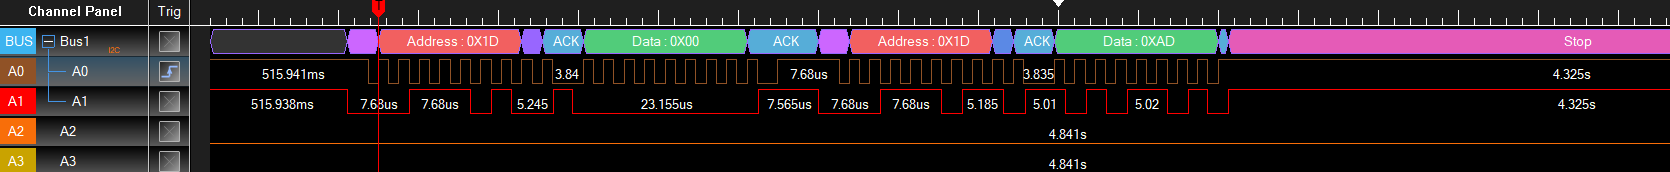 Channel Panel Trig
BUS Bus1 I2C Address : 0X1D ACK Data : 0X00 ACK Address : 0X1D ACK Data : 0XAD Stop
A0 A0 515.941ms 3.84 7.68us 3.835 4.325s
A1 A1 515.938ms 7.68us 7.68us 5.245 23.155us 7.565us 7.68us 7.68us 5.185 5.01 5.02 4.325s
A2 A2 4.841s
A3 A3 4.841s